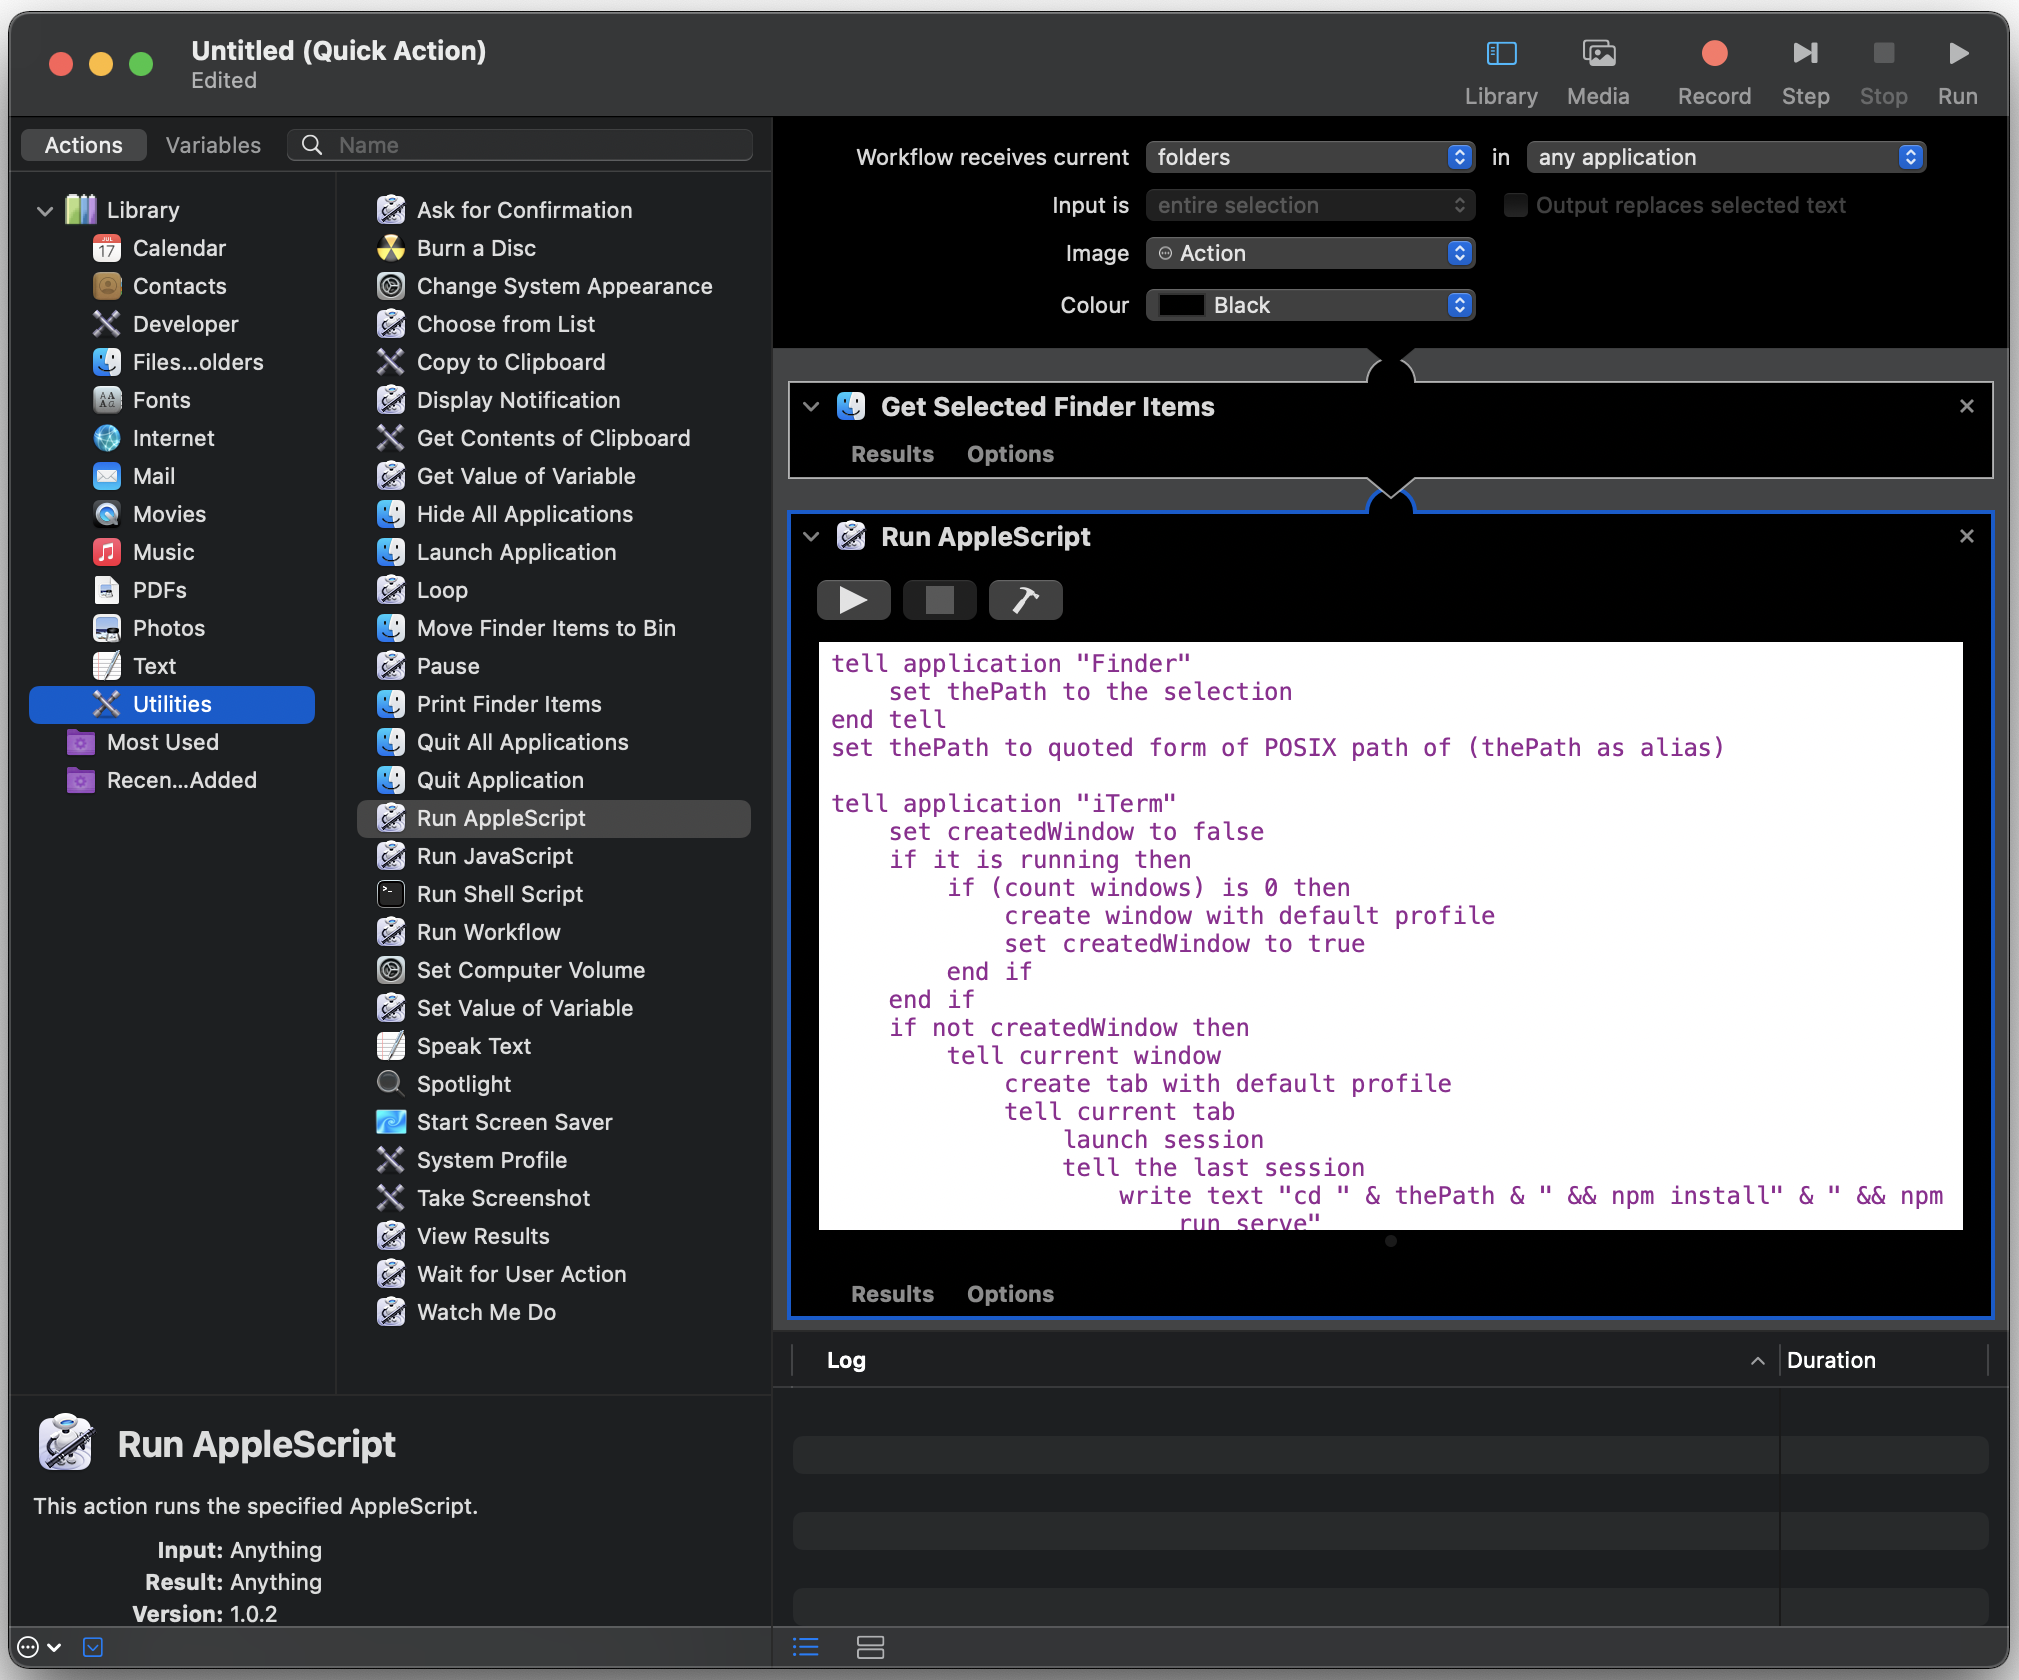 Untitled (Quick Action)
Edited
Library
Media
Record
Step
Stop
Run
Actions
Variables
Name
Library
Calendar
Contacts
Developer
Files...olders
Fonts
Internet
Mail
Movies
Music
PDFs
Photos
Text
Utilities
Most Used
Recen...Added
Ask for Confirmation
Burn a Disc
Change System Appearance
Choose from List
Copy to Clipboard
Display Notification
Get Contents of Clipboard
Get Value of Variable
Hide All Applications
Launch Application
Loop
Move Finder Items to Bin
Pause
Print Finder Items
Quit All Applications
Quit Application
Run AppleScript
Run JavaScript
Run Shell Script
Run Workflow
Set Computer Volume
Set Value of Variable
Speak Text
Spotlight
Start Screen Saver
System Profile
Take Screenshot
View Results
Wait for User Action
Watch Me Do
Run AppleScript
This action runs the specified AppleScript.
Input: Anything
Result: Anything
Version: 1.0.2
Workflow receives current folders in any application
Input is entire selection Output replaces selected text
Image Action
Colour Black
Get Selected Finder Items
Results Options
Run AppleScript
tell application "Finder"
set thePath to the selection
end tell
set thePath to quoted form of POSIX path of (thePath as alias)
tell application "iTerm"
set createdWindow to false
if it is running then
if (count windows) is 0 then
create window with default profile
set createdWindow to true
end if
end if
if not createdWindow then
tell current window
create tab with default profile
tell current tab
launch session
tell the last session
write text "cd " & thePath & " && npm install" & " && npm
run serve"
Results Options
Log
Duration